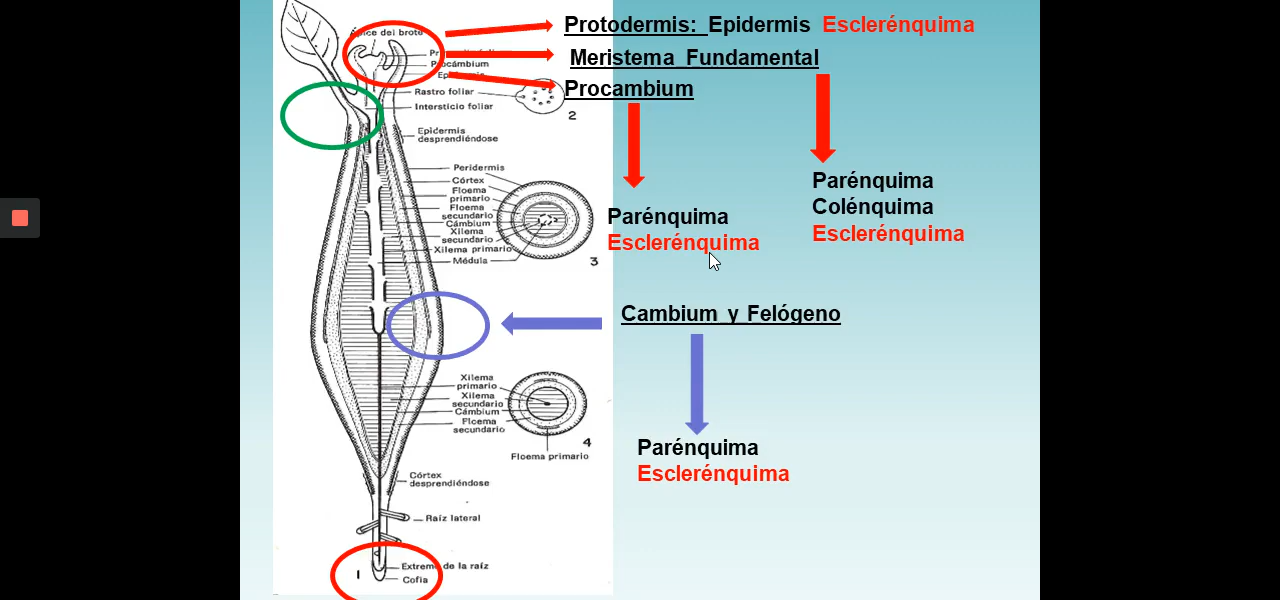 Protodermis: Epidermis Esclerénquima
Meristema Fundamental
Procambium
Parénquima
Colénquima
Esclerénquima
Parénquima
Esclerénquima
Cambium y Felógeno
Parénquima
Esclerénquima
Ápice del brote
Procámbium
Epidermis
Rastro foliar
Intersticio foliar
2
Epidermis
desprendiéndose
Peridermis
Córtex
Floema
primario
Floema
secundario
Cámbium
Xilema
secundario
Xilema primario
Médula
3
Xilema
primario
Xilema
secundario
Cámbium
Floema
secundario
4
Floema primario
Córtex
desprendiéndose
Raíz lateral
1
Extremo de la raíz
Cofia